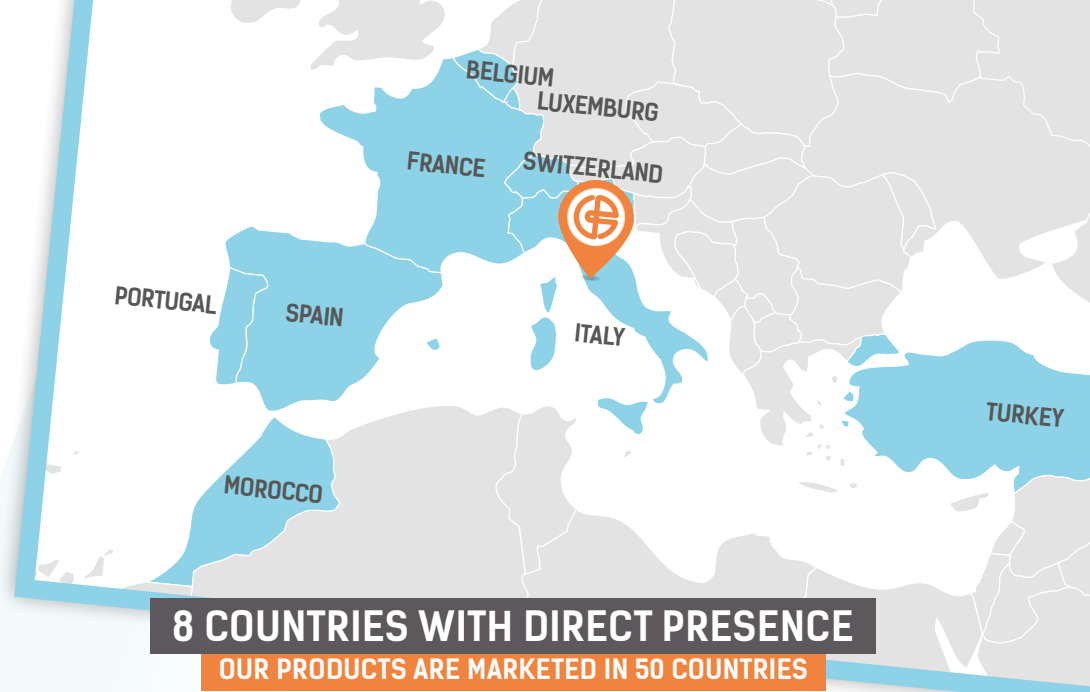 BELGIUM
LUXEMBURG
FRANCE
SWITZERLAND
PORTUGAL
SPAIN
ITALY
TURKEY
MOROCCO
8 COUNTRIES WITH DIRECT PRESENCE
OUR PRODUCTS ARE MARKETED IN 50 COUNTRIES